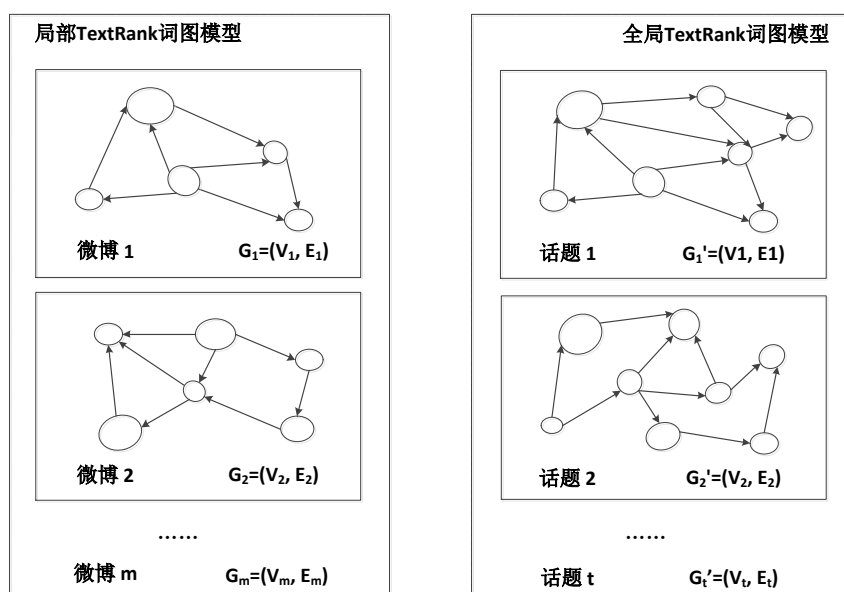 局部TextRank词图模型
微博 1 G₁=(V₁, E₁)
微博 2 G₂=(V₂, E₂)
……
微博 m Gₘ=(Vₘ, Eₘ)
全局TextRank词图模型
话题 1 G₁'=(V1, E1)
话题 2 G₂'=(V₂, E₂)
……
话题 t Gₜ’=(Vₜ, Eₜ)